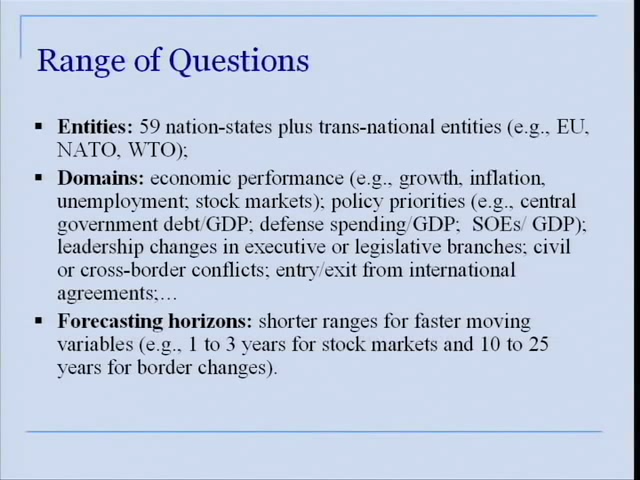 Range of Questions
▪ Entities: 59 nation-states plus trans-national entities (e.g., EU,
NATO, WTO);
▪ Domains: economic performance (e.g., growth, inflation,
unemployment; stock markets); policy priorities (e.g., central
government debt/GDP; defense spending/GDP; SOEs/ GDP);
leadership changes in executive or legislative branches; civil
or cross-border conflicts; entry/exit from international
agreements;…
▪ Forecasting horizons: shorter ranges for faster moving
variables (e.g., 1 to 3 years for stock markets and 10 to 25
years for border changes).